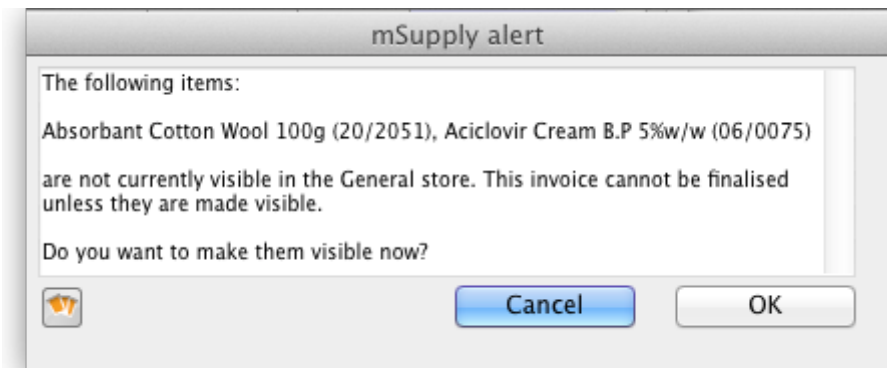 mSupply alert
The following items:
Absorbant Cotton Wool 100g (20/2051), Aciclovir Cream B.P 5%w/w (06/0075)
are not currently visible in the General store. This invoice cannot be finalised
unless they are made visible.
Do you want to make them visible now?
Cancel
OK